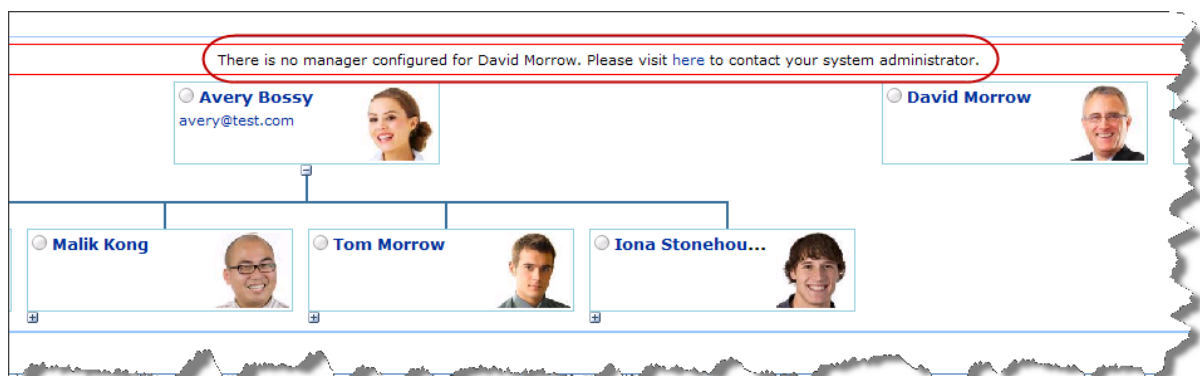 There is no manager configured for David Morrow. Please visit here to contact your system administrator.
Avery Bossy
avery@test.com
David Morrow
Malik Kong
Tom Morrow
Iona Stonehou...